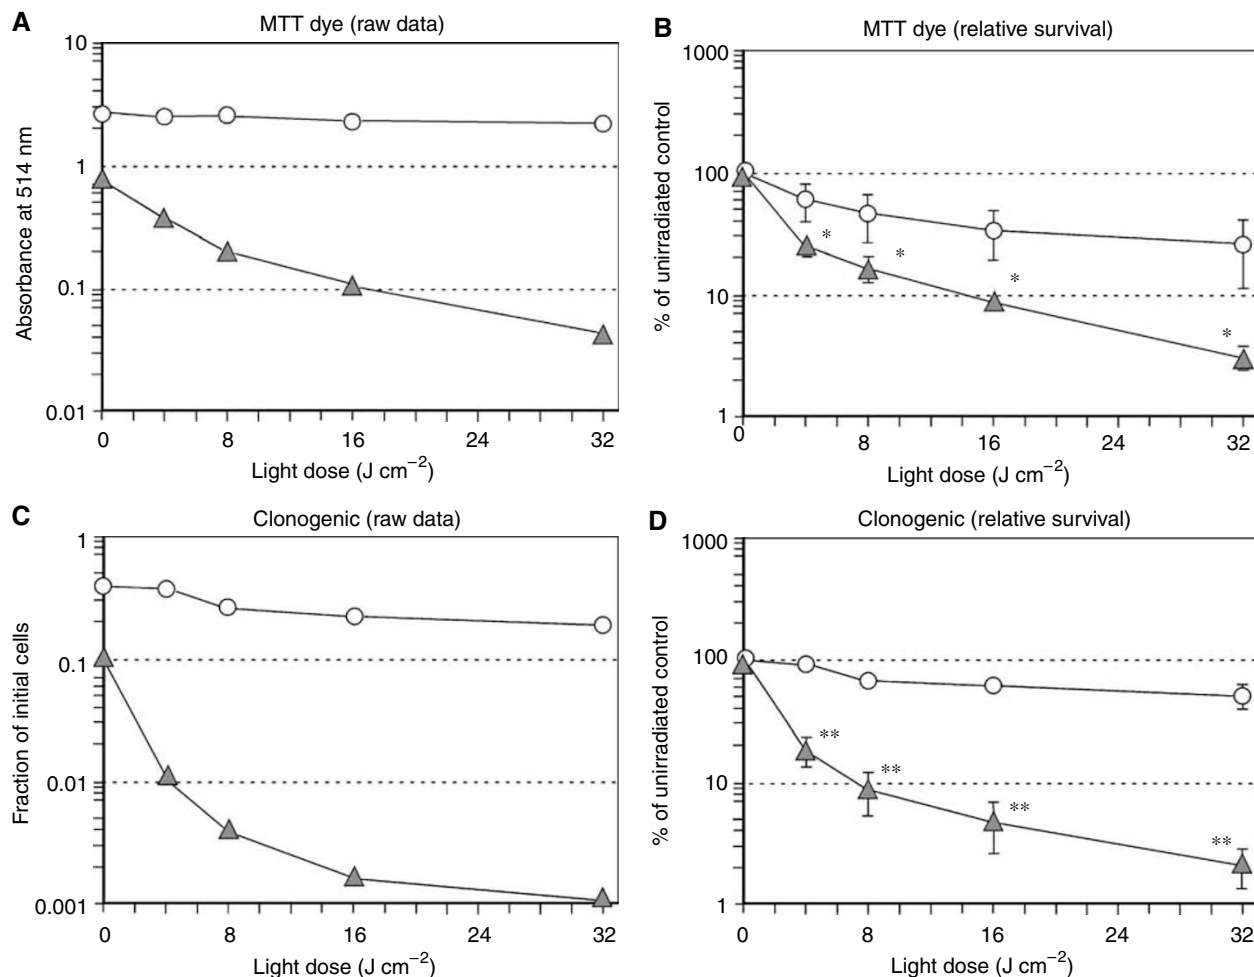 A
MTT dye (raw data)
10
1
0.1
0.01
Absorbance at 514 nm
0
8
16
24
32
Light dose (J cm−2)
B
MTT dye (relative survival)
1000
100
10
1
% of unirradiated control
*
*
*
*
0
8
16
24
32
Light dose (J cm−2)
C
Clonogenic (raw data)
1
0.1
0.01
0.001
Fraction of initial cells
0
8
16
24
32
Light dose (J cm−2)
D
Clonogenic (relative survival)
1000
100
10
1
% of unirradiated control
**
**
**
**
0
8
16
24
32
Light dose (J cm−2)